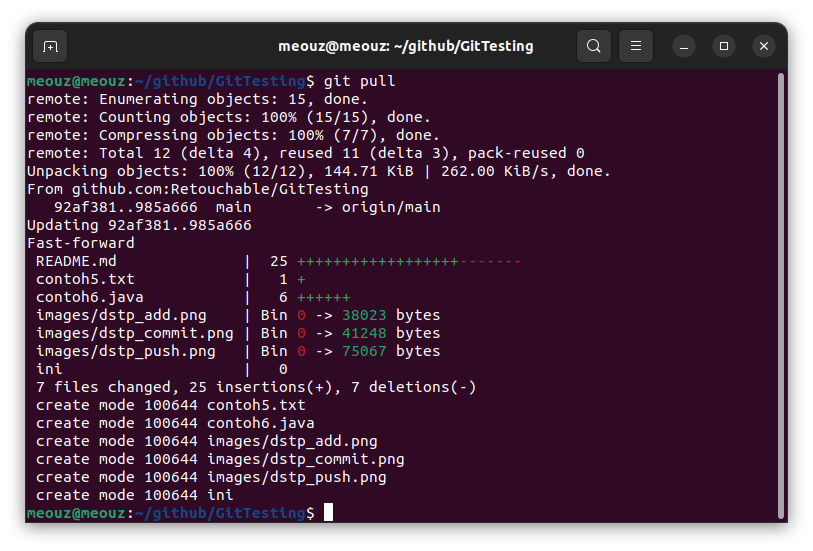 meouz@meouz: ~/github/GitTesting
meouz@meouz:~/github/GitTesting$ git pull
remote: Enumerating objects: 15, done.
remote: Counting objects: 100% (15/15), done.
remote: Compressing objects: 100% (7/7), done.
remote: Total 12 (delta 4), reused 11 (delta 3), pack-reused 0
Unpacking objects: 100% (12/12), 144.71 KiB | 262.00 KiB/s, done.
From github.com:Retouchable/GitTesting
   92af381..985a666  main       -> origin/main
Updating 92af381..985a666
Fast-forward
 README.md              |  25 ++++++++++++++++++-------
 contoh5.txt            |   1 +
 contoh6.java           |   6 ++++++
 images/dstp_add.png    | Bin 0 -> 38023 bytes
 images/dstp_commit.png | Bin 0 -> 41248 bytes
 images/dstp_push.png   | Bin 0 -> 75067 bytes
 ini                    |   0
 7 files changed, 25 insertions(+), 7 deletions(-)
 create mode 100644 contoh5.txt
 create mode 100644 contoh6.java
 create mode 100644 images/dstp_add.png
 create mode 100644 images/dstp_commit.png
 create mode 100644 images/dstp_push.png
 create mode 100644 ini
meouz@meouz:~/github/GitTesting$